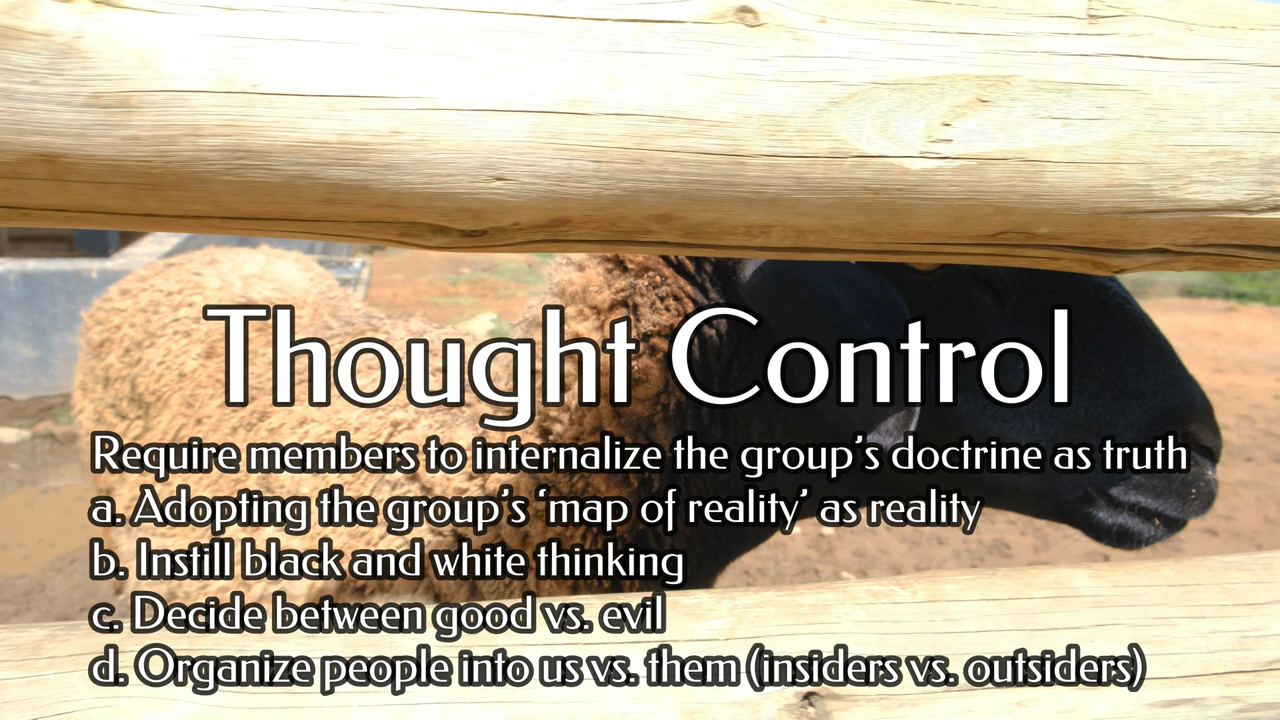 Thought Control
Require members to internalize the group’s doctrine as truth
a. Adopting the group’s ‘map of reality’ as reality
b. Instill black and white thinking
c. Decide between good vs. evil
d. Organize people into us vs. them (insiders vs. outsiders)